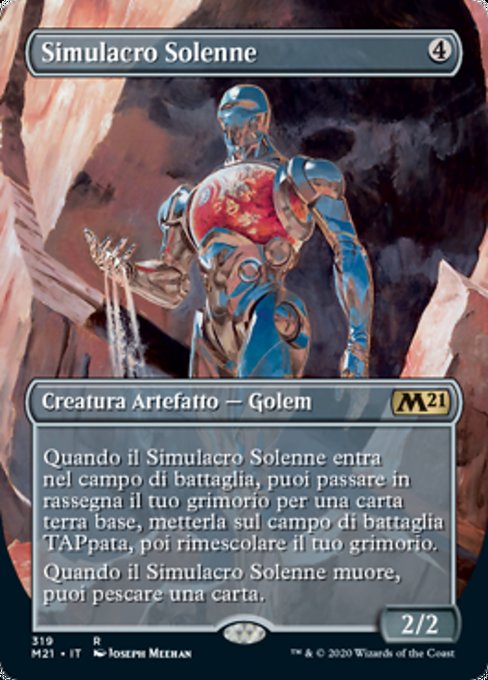 Simulacro Solenne 4
Creatura Artefatto — Golem M21
Quando il Simulacro Solenne entra
nel campo di battaglia, puoi passare in
rassegna il tuo grimorio per una carta
terra base, metterla sul campo di battaglia
TAPpata, poi rimescolare il tuo grimorio.
Quando il Simulacro Solenne muore,
puoi pescare una carta.
2/2
319 R
M21 • IT Joseph Meehan
™ & © 2020 Wizards of the Coast